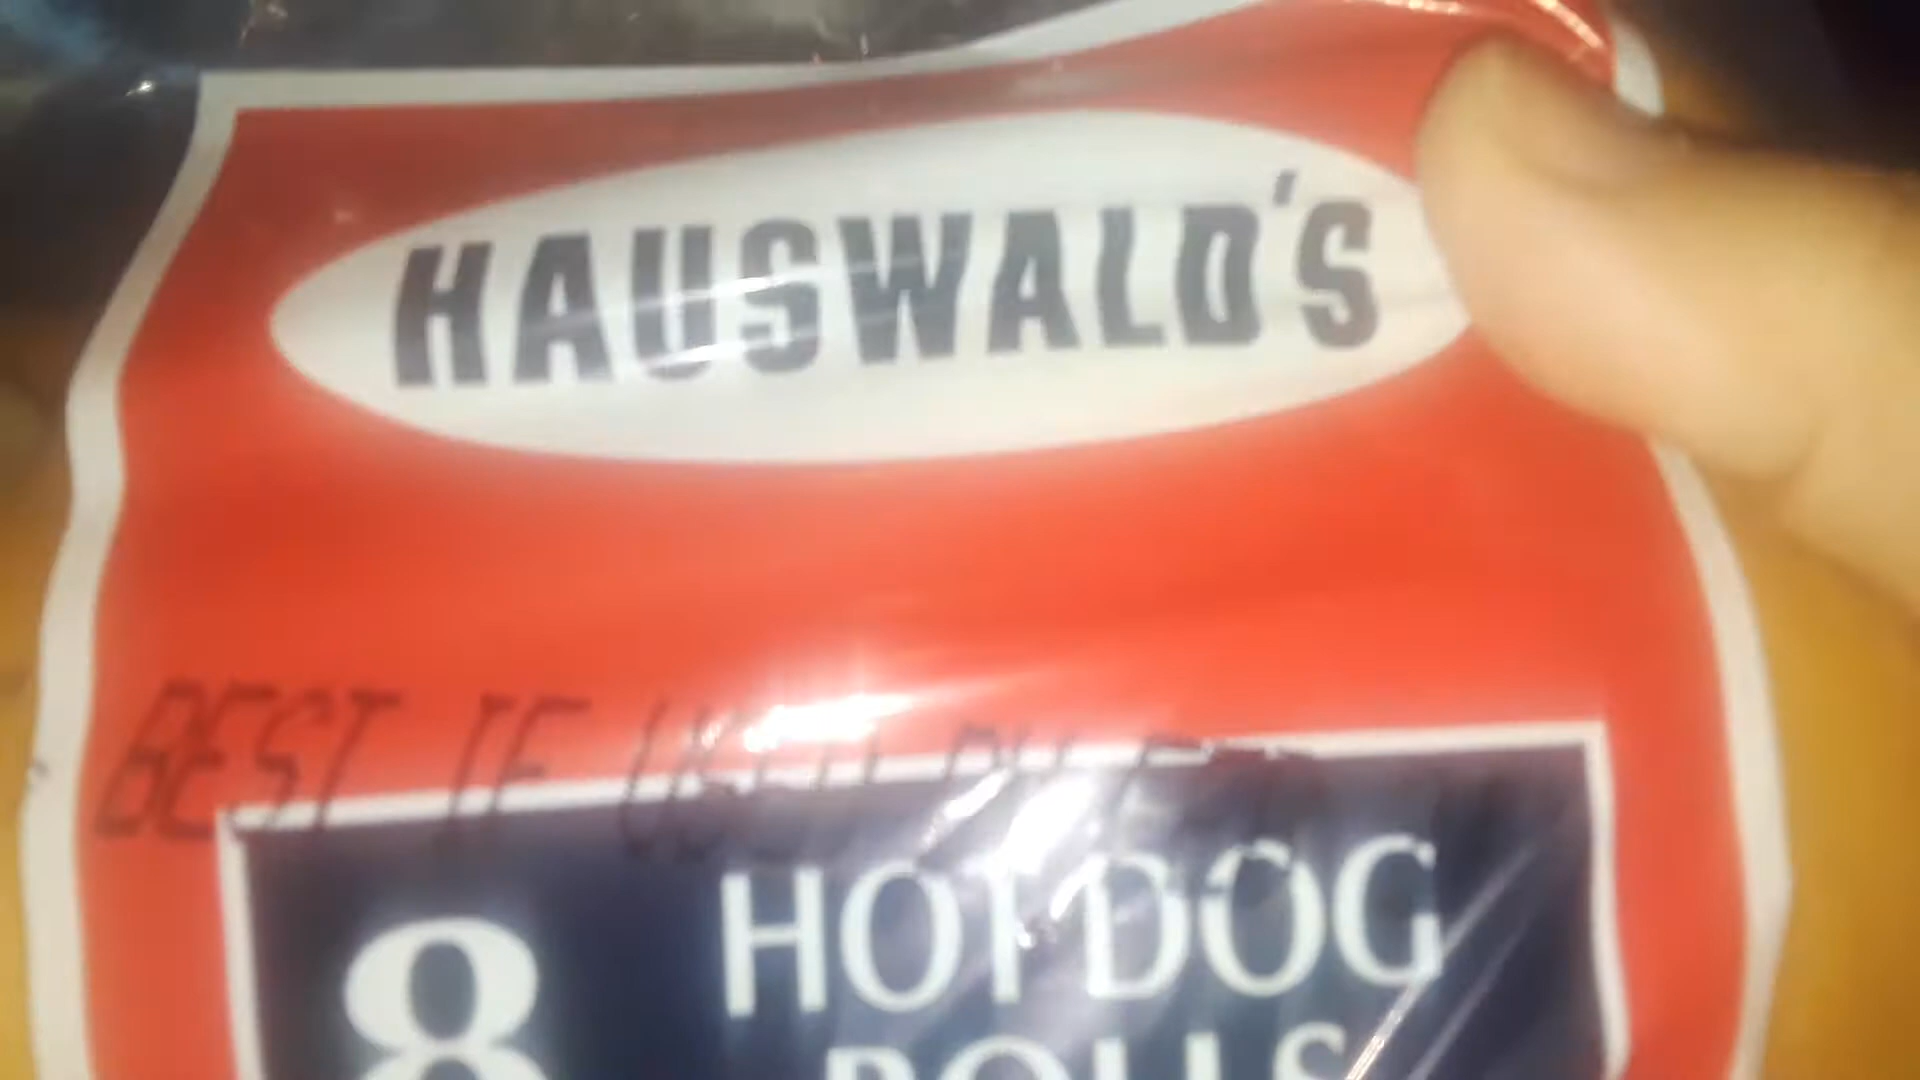 HAUSWALD'S
BEST IF USED BY
8
HOT DOG
ROLLS